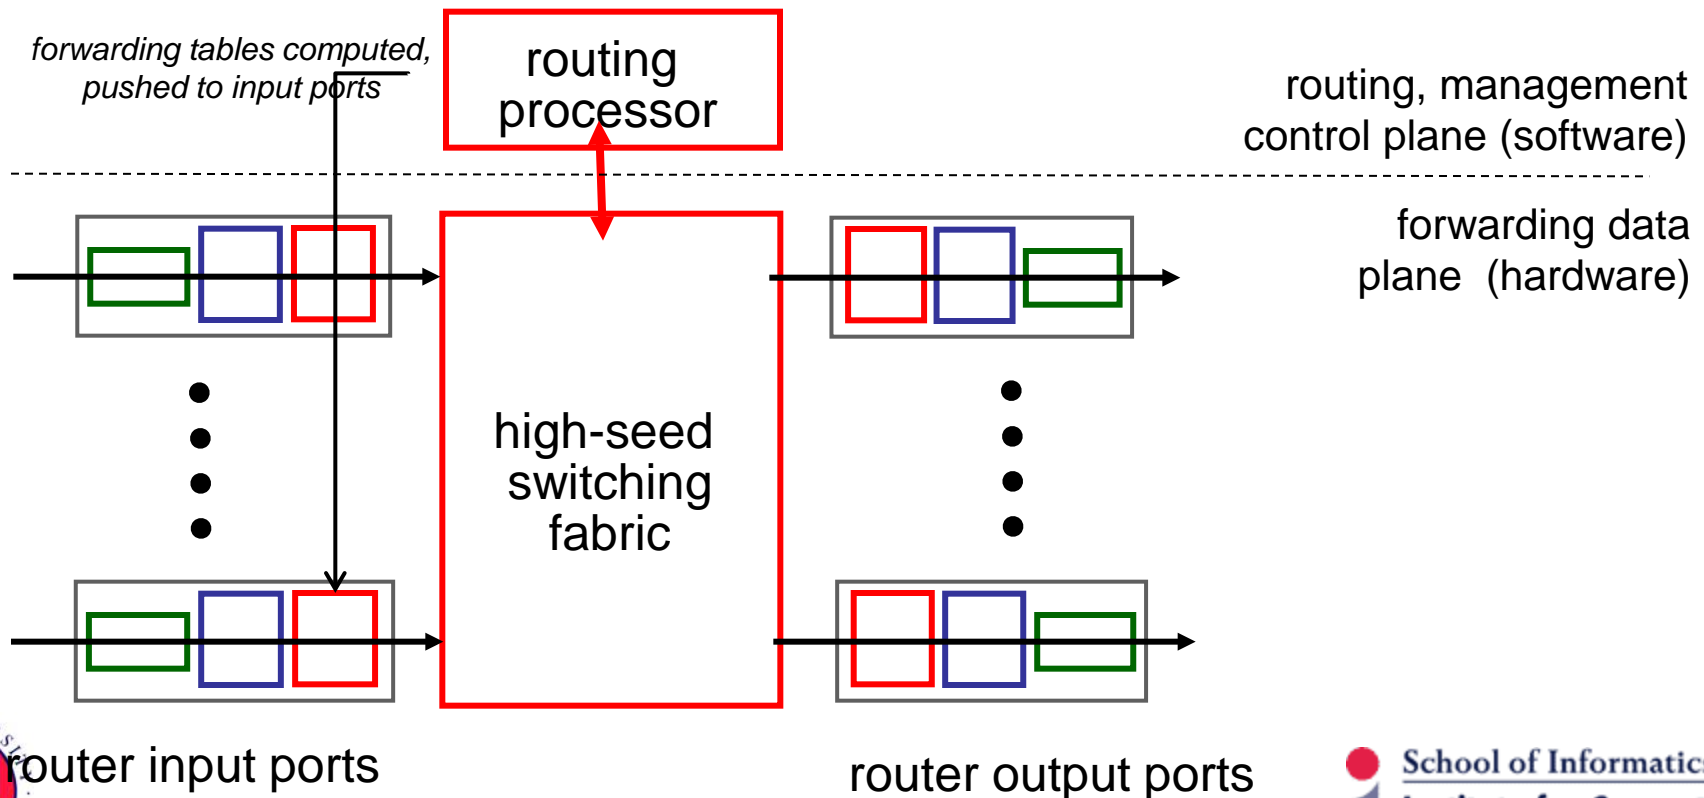 forwarding tables computed,
pushed to input ports
routing
processor
routing, management
control plane (software)
forwarding data
plane (hardware)
high-seed
switching
fabric
router input ports
router output ports
School of Informatics